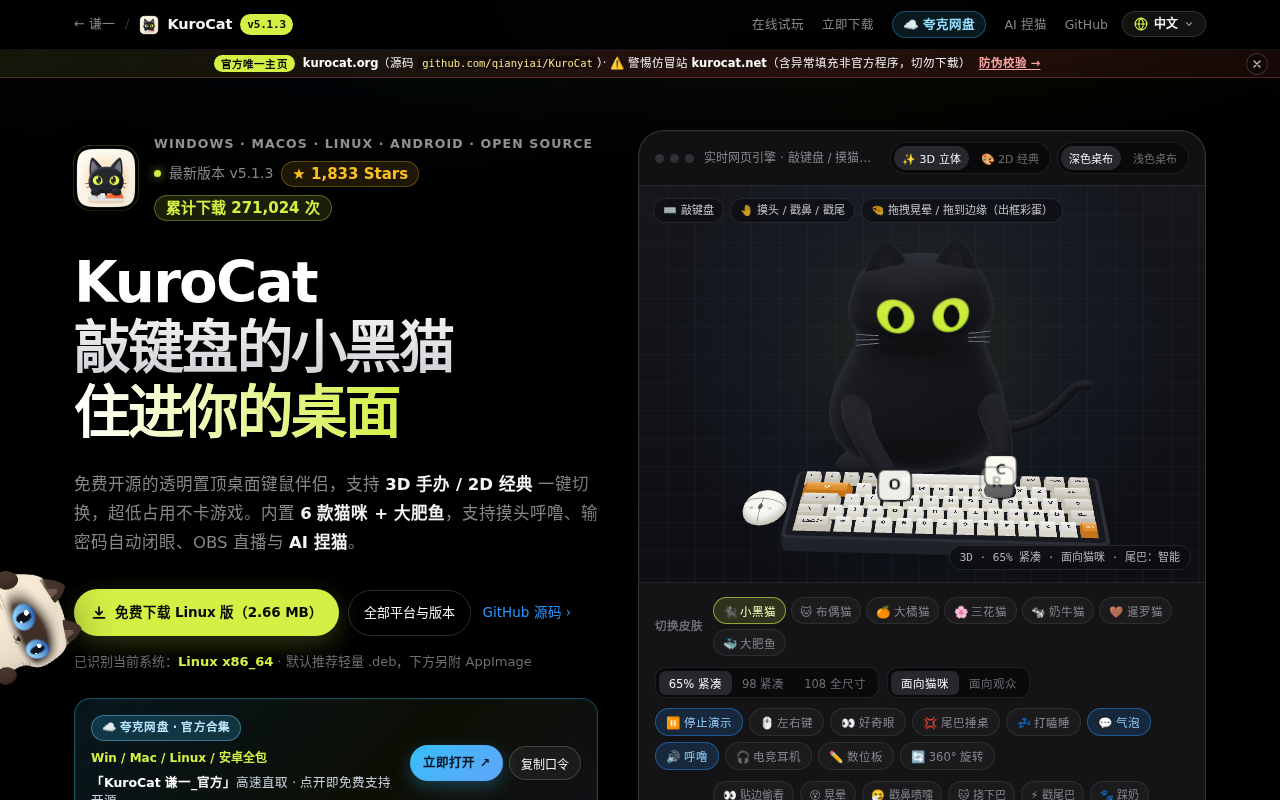 ← 谦一 / KuroCat v5.1.3
在线试玩 立即下载 ☁️ 夸克网盘 AI 捏猫 GitHub 中文
官方唯一主页 kurocat.org（源码 github.com/qianyiai/KuroCat）· ⚠️ 警惕仿冒站 kurocat.net（含异常填充非官方程序，切勿下载） 防伪校验 →
WINDOWS · MACOS · LINUX · ANDROID · OPEN SOURCE
最新版本 v5.1.3 ★ 1,833 Stars
累计下载 271,024 次
KuroCat
敲键盘的小黑猫
住进你的桌面
免费开源的透明置顶桌面键鼠伴侣，支持 3D 手办 / 2D 经典 一键切
换，超低占用不卡游戏。内置 6 款猫咪 + 大肥鱼，支持摸头呼噜、输
密码自动闭眼、OBS 直播与 AI 捏猫。
免费下载 Linux 版（2.66 MB） 全部平台与版本 GitHub 源码 ›
已识别当前系统：Linux x86_64 · 默认推荐轻量 .deb，下方另附 AppImage
☁️ 夸克网盘 · 官方合集
Win / Mac / Linux / 安卓全包
「KuroCat 谦一_官方」高速直取 · 点开即免费支持
开源
立即打开 ↗ 复制口令
实时网页引擎 · 敲键盘 / 摸猫… ✨ 3D 立体 🎨 2D 经典 深色桌布 浅色桌布
⌨️ 敲键盘 🤚 摸头 / 戳鼻 / 戳尾 🤏 拖拽晃晕 / 拖到边缘（出框彩蛋）
O C
3D · 65% 紧凑 · 面向猫咪 · 尾巴：智能
切换皮肤 🐈‍⬛ 小黑猫 🐱 布偶猫 🍊 大橘猫 🌸 三花猫 🐄 奶牛猫 🤎 暹罗猫
🐳 大肥鱼
65% 紧凑 98 紧凑 108 全尺寸 面向猫咪 面向观众
⏸️ 停止演示 🖱️ 左右键 👀 好奇眼 💢 尾巴捶桌 💤 打瞌睡 💬 气泡
🔊 呼噜 🎧 电竞耳机 ✏️ 数位板 🔄 360° 旋转
👀 贴边偷看 😵 晃晕 🤧 戳鼻喷嚏 🐱 挠下巴 ⚡ 戳尾巴 🐾 踩奶